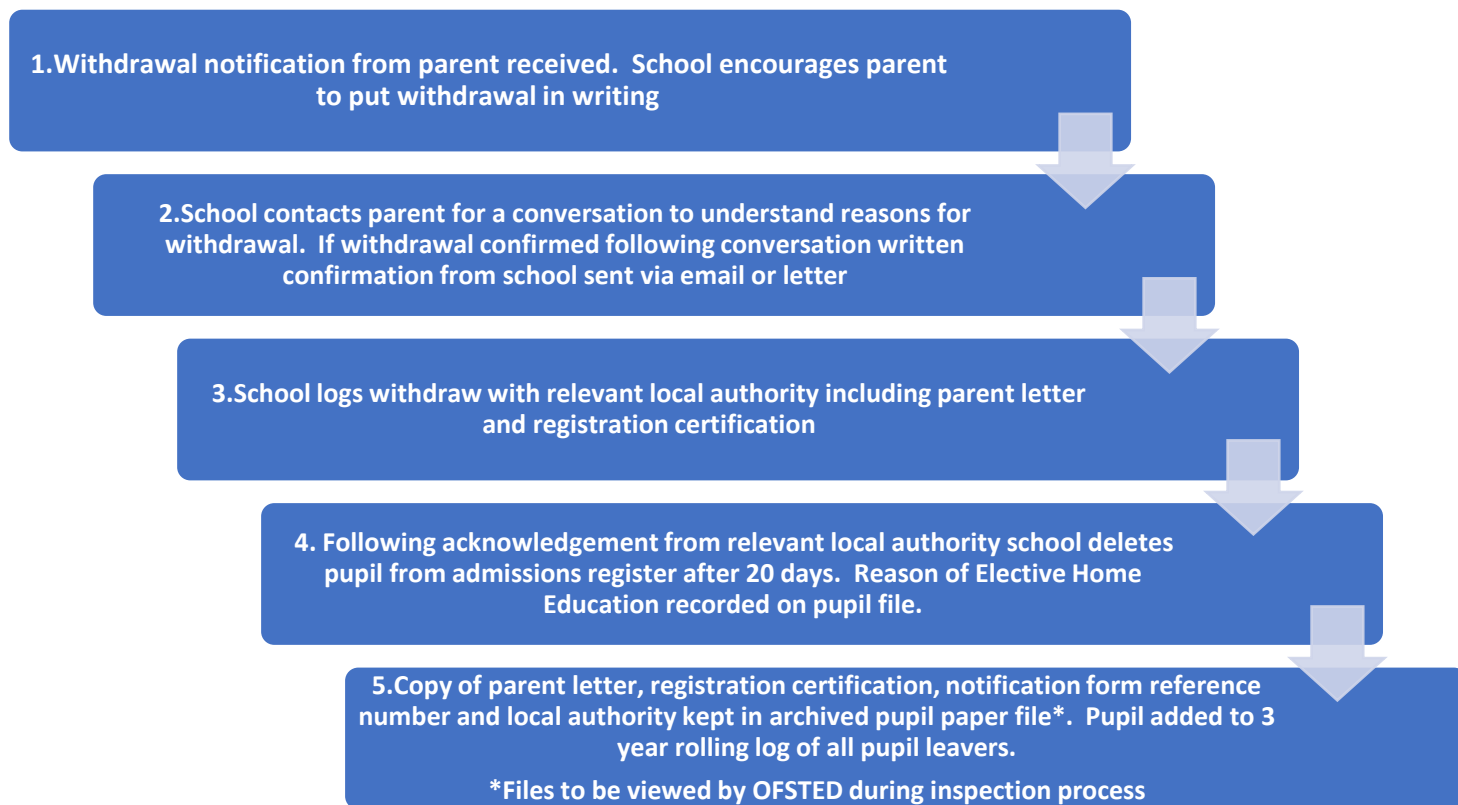 1.Withdrawal notification from parent received.  School encourages parent
to put withdrawal in writing
2.School contacts parent for a conversation to understand reasons for
withdrawal.  If withdrawal confirmed following conversation written
confirmation from school sent via email or letter
3.School logs withdraw with relevant local authority including parent letter
and registration certification
4. Following acknowledgement from relevant local authority school deletes
pupil from admissions register after 20 days.  Reason of Elective Home
Education recorded on pupil file.
5.Copy of parent letter, registration certification, notification form reference
number and local authority kept in archived pupil paper file*.  Pupil added to 3
year rolling log of all pupil leavers.
*Files to be viewed by OFSTED during inspection process